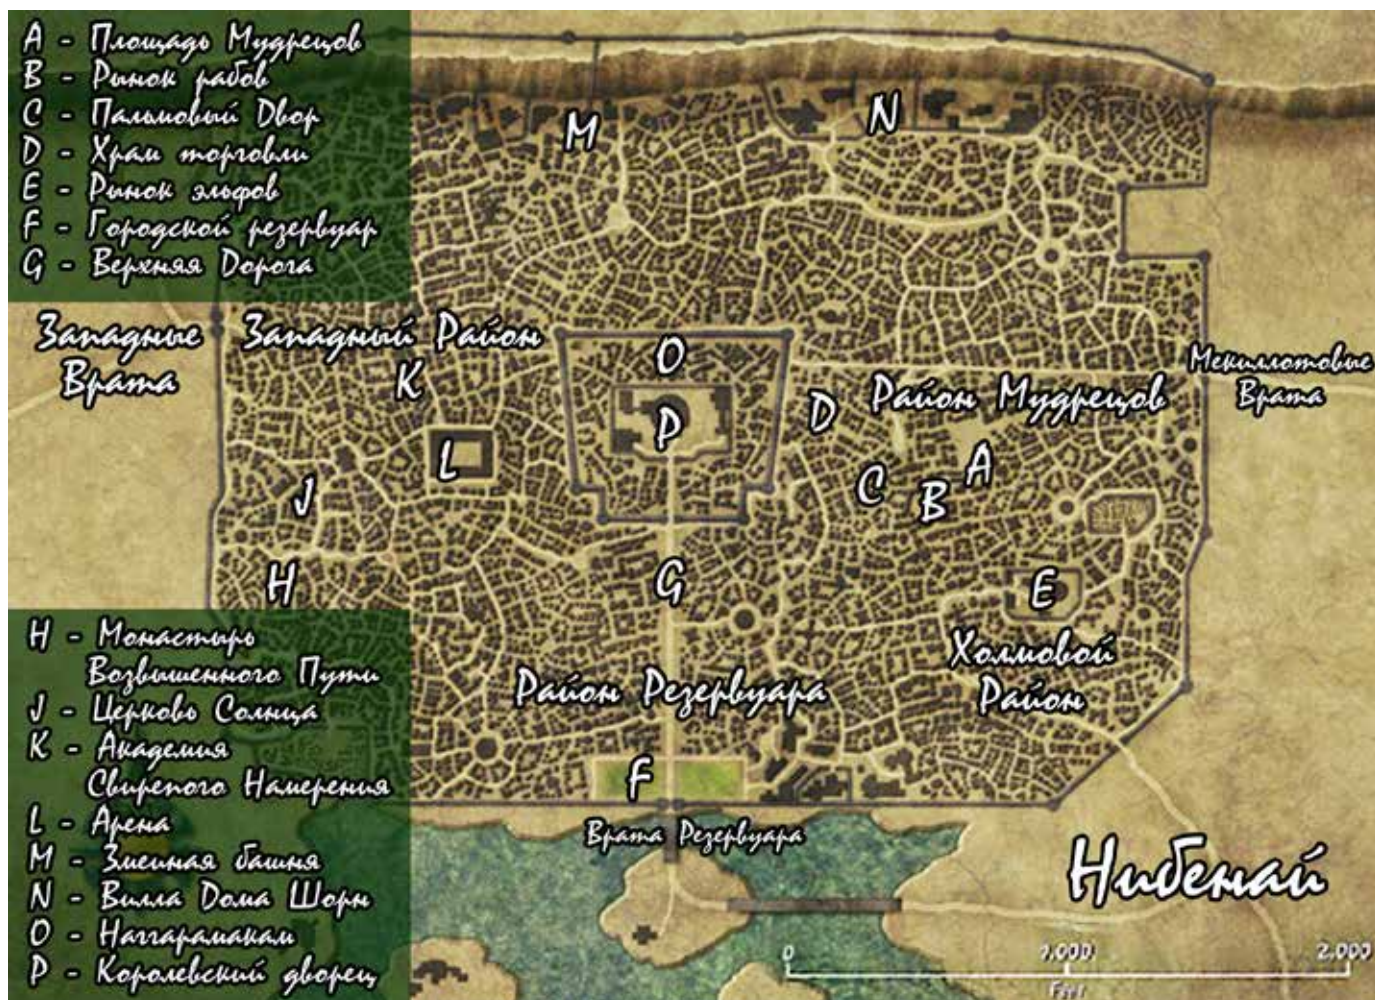 A - Площадь Мудрецов
B - Рынок рабов
C - Пальмовый Двор
D - Храм торговли
E - Рынок эльфов
F - Городской резервуар
G - Верхняя Дорога
M
N
Западные
Врата
Западный Район
K
O
P
L
J
H
D
Район Мудрецов
Мекиллотовые
Врата
C
B
A
G
E
Холмовой
Район
Район Резервуара
F
Врата Резервуара
H - Монастырь
Возвышенного Пути
J - Церковь Солнца
K - Академия
Свирепого Намерения
L - Арена
M - Змеиная башня
N - Вилла Дома Шорн
O - Наггарамакам
P - Королевский дворец
Нибенай
0 1.000 2.000
Feet